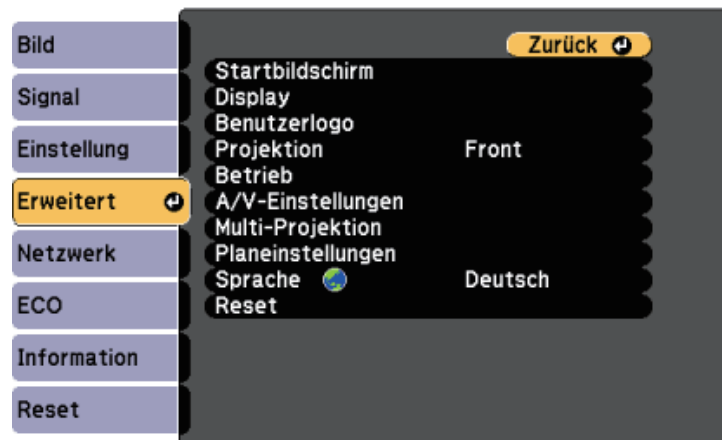 Bild
Signal
Einstellung
Erweitert
Netzwerk
ECO
Information
Reset
Zurück
Startbildschirm
Display
Benutzerlogo
Projektion Front
Betrieb
A/V-Einstellungen
Multi-Projektion
Planeinstellungen
Sprache Deutsch
Reset